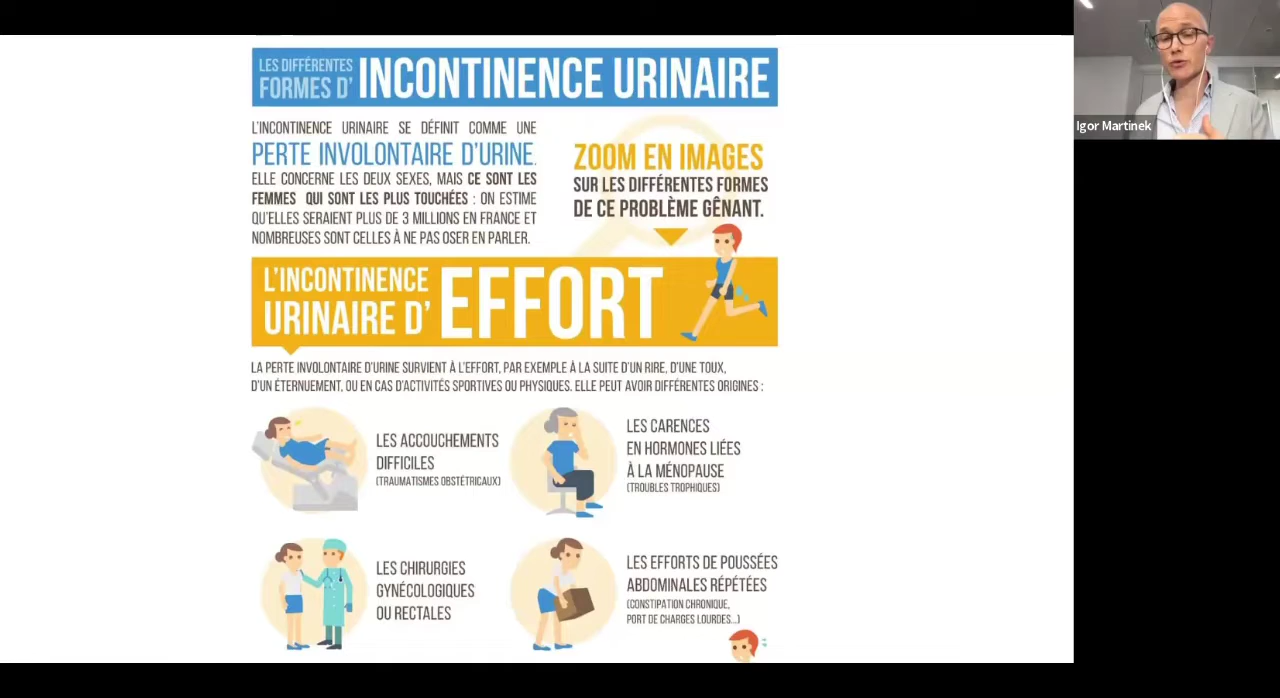 LES DIFFÉRENTES
FORMES D' INCONTINENCE URINAIRE
L'INCONTINENCE URINAIRE SE DÉFINIT COMME UNE
PERTE INVOLONTAIRE D'URINE.
ELLE CONCERNE LES DEUX SEXES, MAIS CE SONT LES
FEMMES QUI SONT LES PLUS TOUCHÉES : ON ESTIME
QU'ELLES SERAIENT PLUS DE 3 MILLIONS EN FRANCE ET
NOMBREUSES SONT CELLES À NE PAS OSER EN PARLER.
ZOOM EN IMAGES
SUR LES DIFFÉRENTES FORMES
DE CE PROBLÈME GÊNANT.
L'INCONTINENCE
URINAIRE D' EFFORT
LA PERTE INVOLONTAIRE D'URINE SURVIENT À L'EFFORT, PAR EXEMPLE À LA SUITE D'UN RIRE, D'UNE TOUX,
D'UN ÉTERNUEMENT, OU EN CAS D'ACTIVITÉS SPORTIVES OU PHYSIQUES. ELLE PEUT AVOIR DIFFÉRENTES ORIGINES :
LES ACCOUCHEMENTS
DIFFICILES
(TRAUMATISMES OBSTÉTRICAUX)
LES CARENCES
EN HORMONES LIÉES
À LA MÉNOPAUSE
(TROUBLES TROPHIQUES)
LES CHIRURGIES
GYNÉCOLOGIQUES
OU RECTALES
LES EFFORTS DE POUSSÉES
ABDOMINALES RÉPÉTÉES
(CONSTIPATION CHRONIQUE,
PORT DE CHARGES LOURDES...)
Igor Martinek